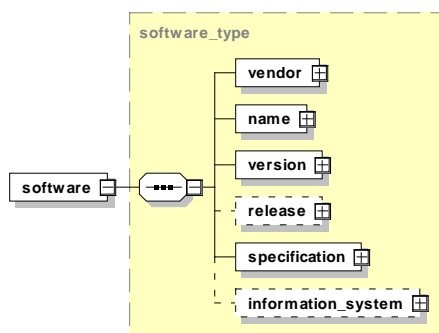 software_type
vendor
name
version
software
release
specification
information_system